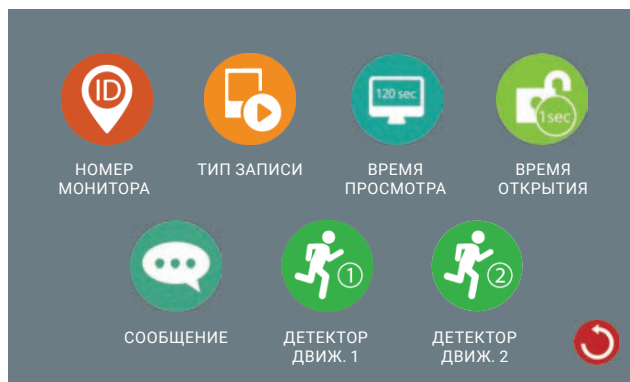 ID
120 sec
1sec
НОМЕР
МОНИТОРА
ТИП ЗАПИСИ
ВРЕМЯ
ПРОСМОТРА
ВРЕМЯ
ОТКРЫТИЯ
1
2
СООБЩЕНИЕ
ДЕТЕКТОР
ДВИЖ. 1
ДЕТЕКТОР
ДВИЖ. 2